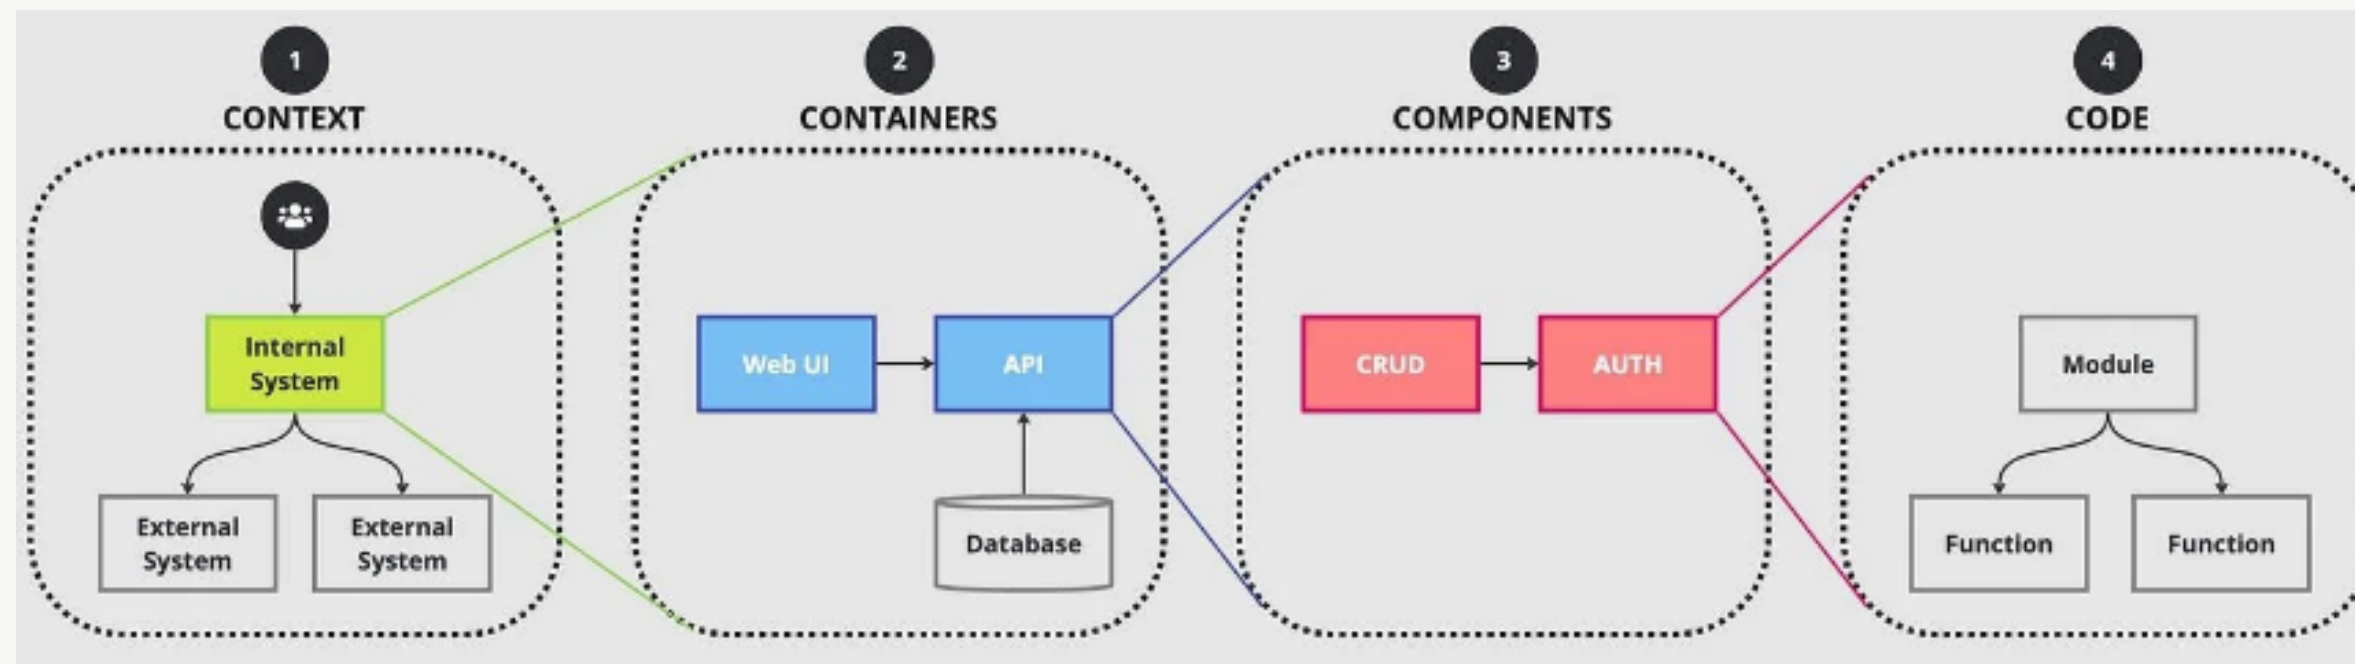 1
CONTEXT
Internal
System
External
System
External
System
2
CONTAINERS
Web UI
API
Database
3
COMPONENTS
CRUD
AUTH
4
CODE
Module
Function
Function